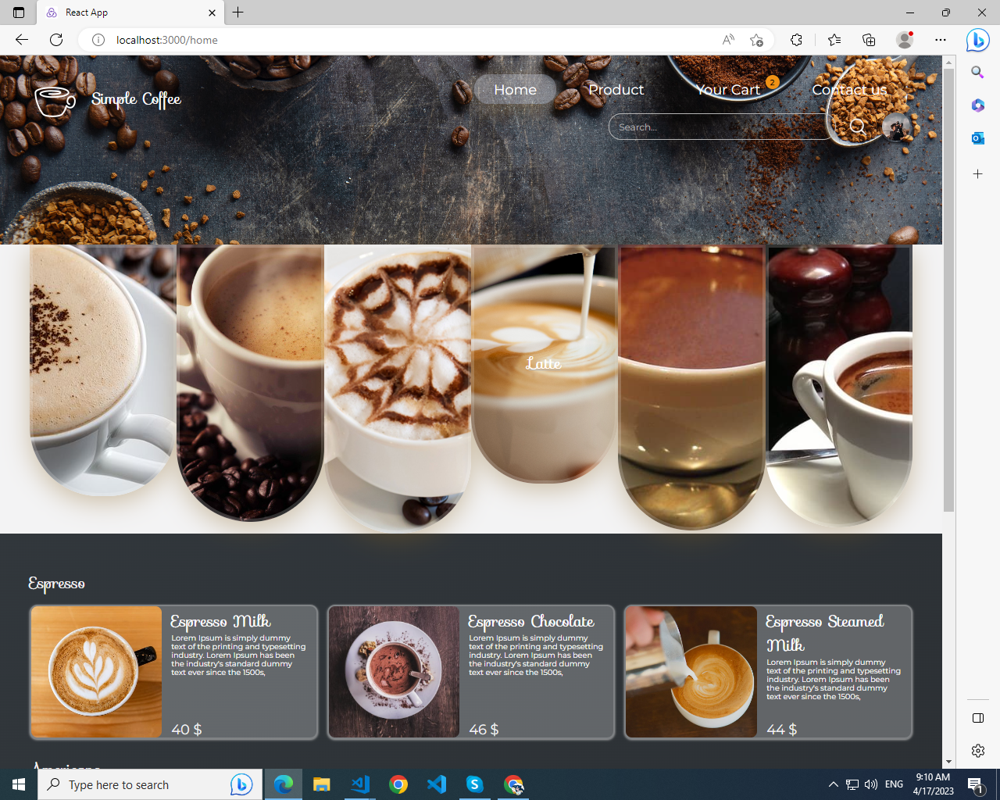 React App
localhost:3000/home
Simple Coffee
Home
Product
Your Cart
2
Contact us
Search...
Latte
Espresso
Espresso Milk
Lorem Ipsum is simply dummy
text of the printing and typesetting
industry. Lorem Ipsum has been
the industry's standard dummy
text ever since the 1500s,
40 $
Espresso Chocolate
Lorem Ipsum is simply dummy
text of the printing and typesetting
industry. Lorem Ipsum has been
the industry's standard dummy
text ever since the 1500s,
46 $
Espresso Steamed
Milk
Lorem Ipsum is simply dummy
text of the printing and typesetting
industry. Lorem Ipsum has been
the industry's standard dummy
text ever since the 1500s,
44 $
Americano
Type here to search
ENG
9:10 AM
4/17/2023
1